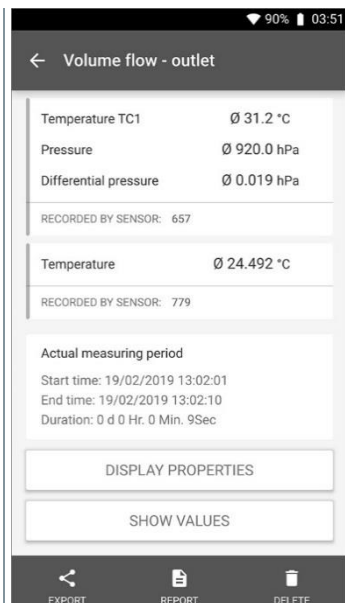 90% 03:51
← Volume flow - outlet
Temperature TC1 Ø 31.2 °C
Pressure Ø 920.0 hPa
Differential pressure Ø 0.019 hPa
RECORDED BY SENSOR: 657
Temperature Ø 24.492 °C
RECORDED BY SENSOR: 779
Actual measuring period
Start time: 19/02/2019 13:02:01
End time: 19/02/2019 13:02:10
Duration: 0 d 0 Hr. 0 Min. 9Sec
DISPLAY PROPERTIES
SHOW VALUES
EXPORT REPORT DELETE